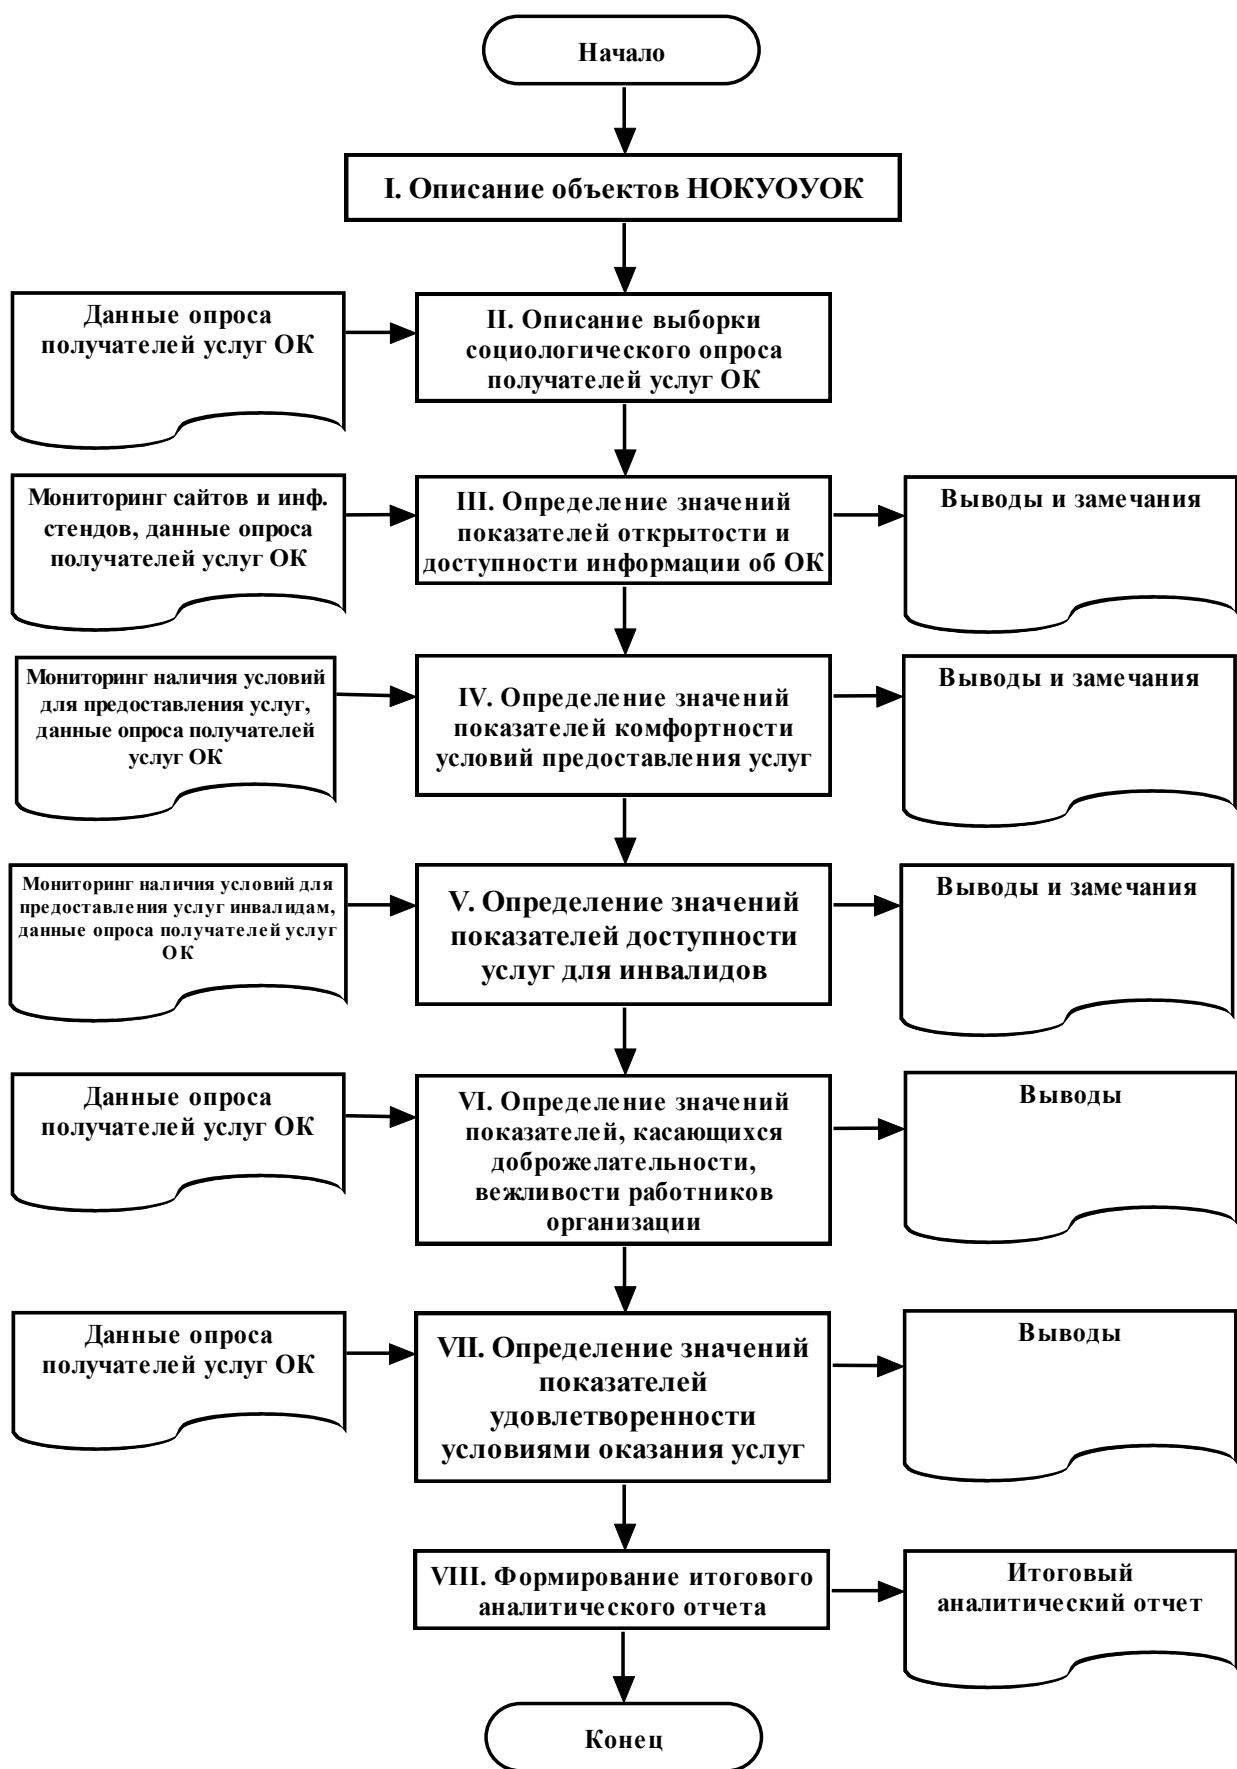 Начало
I. Описание объектов НОКУОУОК
Данные опроса
получателей услуг ОК
II. Описание выборки
социологического опроса
получателей услуг ОК
Мониторинг сайтов и инф.
стендов, данные опроса
получателей услуг ОК
III. Определение значений
показателей открытости и
доступности информации об ОК
Выводы и замечания
Мониторинг наличия условий
для предоставления услуг,
данные опроса получателей
услуг ОК
IV. Определение значений
показателей комфортности
условий предоставления услуг
Выводы и замечания
Мониторинг наличия условий для
предоставления услуг инвалидам,
данные опроса получателей услуг
ОК
V. Определение значений
показателей доступности
услуг для инвалидов
Выводы и замечания
Данные опроса
получателей услуг ОК
VI. Определение значений
показателей, касающихся
доброжелательности,
вежливости работников
организации
Выводы
Данные опроса
получателей услуг ОК
VII. Определение значений
показателей
удовлетворенности
условиями оказания услуг
Выводы
VIII. Формирование итогового
аналитического отчета
Итоговый
аналитический отчет
Конец